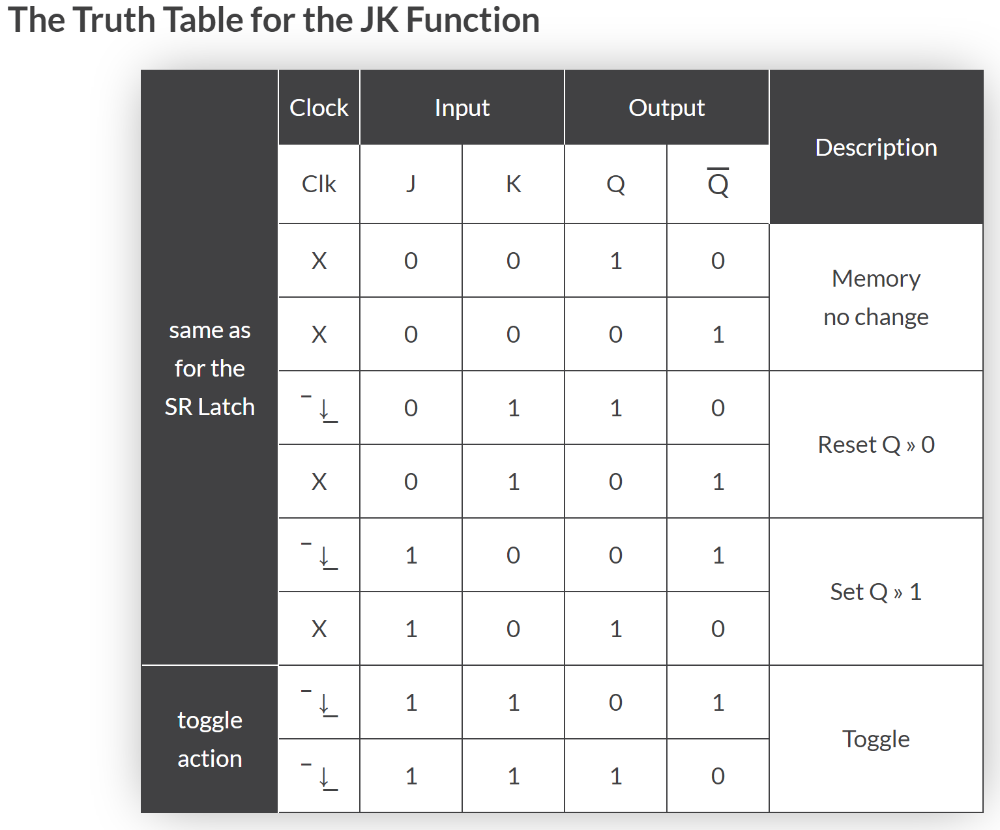 The Truth Table for the JK Function
Clock Input Output Description
Clk J K Q Q̅
same as
for the
SR Latch
X 0 0 1 0
Memory
no change
X 0 0 0 1
‾↓_ 0 1 1 0
Reset Q » 0
X 0 1 0 1
‾↓_ 1 0 0 1
Set Q » 1
X 1 0 1 0
toggle
action
‾↓_ 1 1 0 1
Toggle
‾↓_ 1 1 1 0